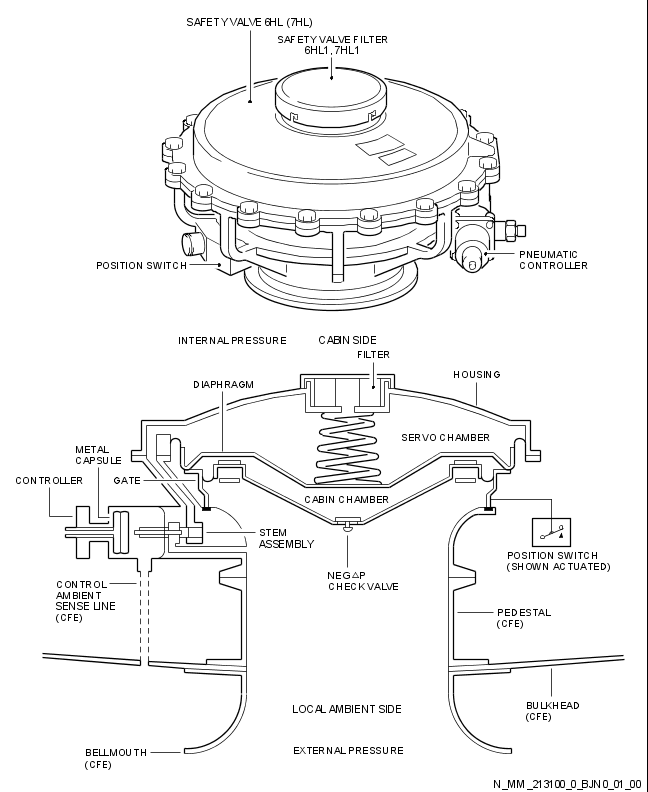 SAFETY VALVE 6HL (7HL)
SAFETY VALVE FILTER
6HL1, 7HL1
POSITION SWITCH
PNEUMATIC
CONTROLLER
INTERNAL PRESSURE
CABIN SIDE
FILTER
DIAPHRAGM
HOUSING
SERVO CHAMBER
METAL
CAPSULE
CONTROLLER
GATE
CABIN CHAMBER
STEM
ASSEMBLY
POSITION SWITCH
(SHOWN ACTUATED)
NEG△P
CHECK VALVE
CONTROL
AMBIENT
SENSE LINE
(CFE)
PEDESTAL
(CFE)
LOCAL AMBIENT SIDE
BULKHEAD
(CFE)
BELLMOUTH
(CFE)
EXTERNAL PRESSURE
N_MM_213100_0_BJN0_01_00